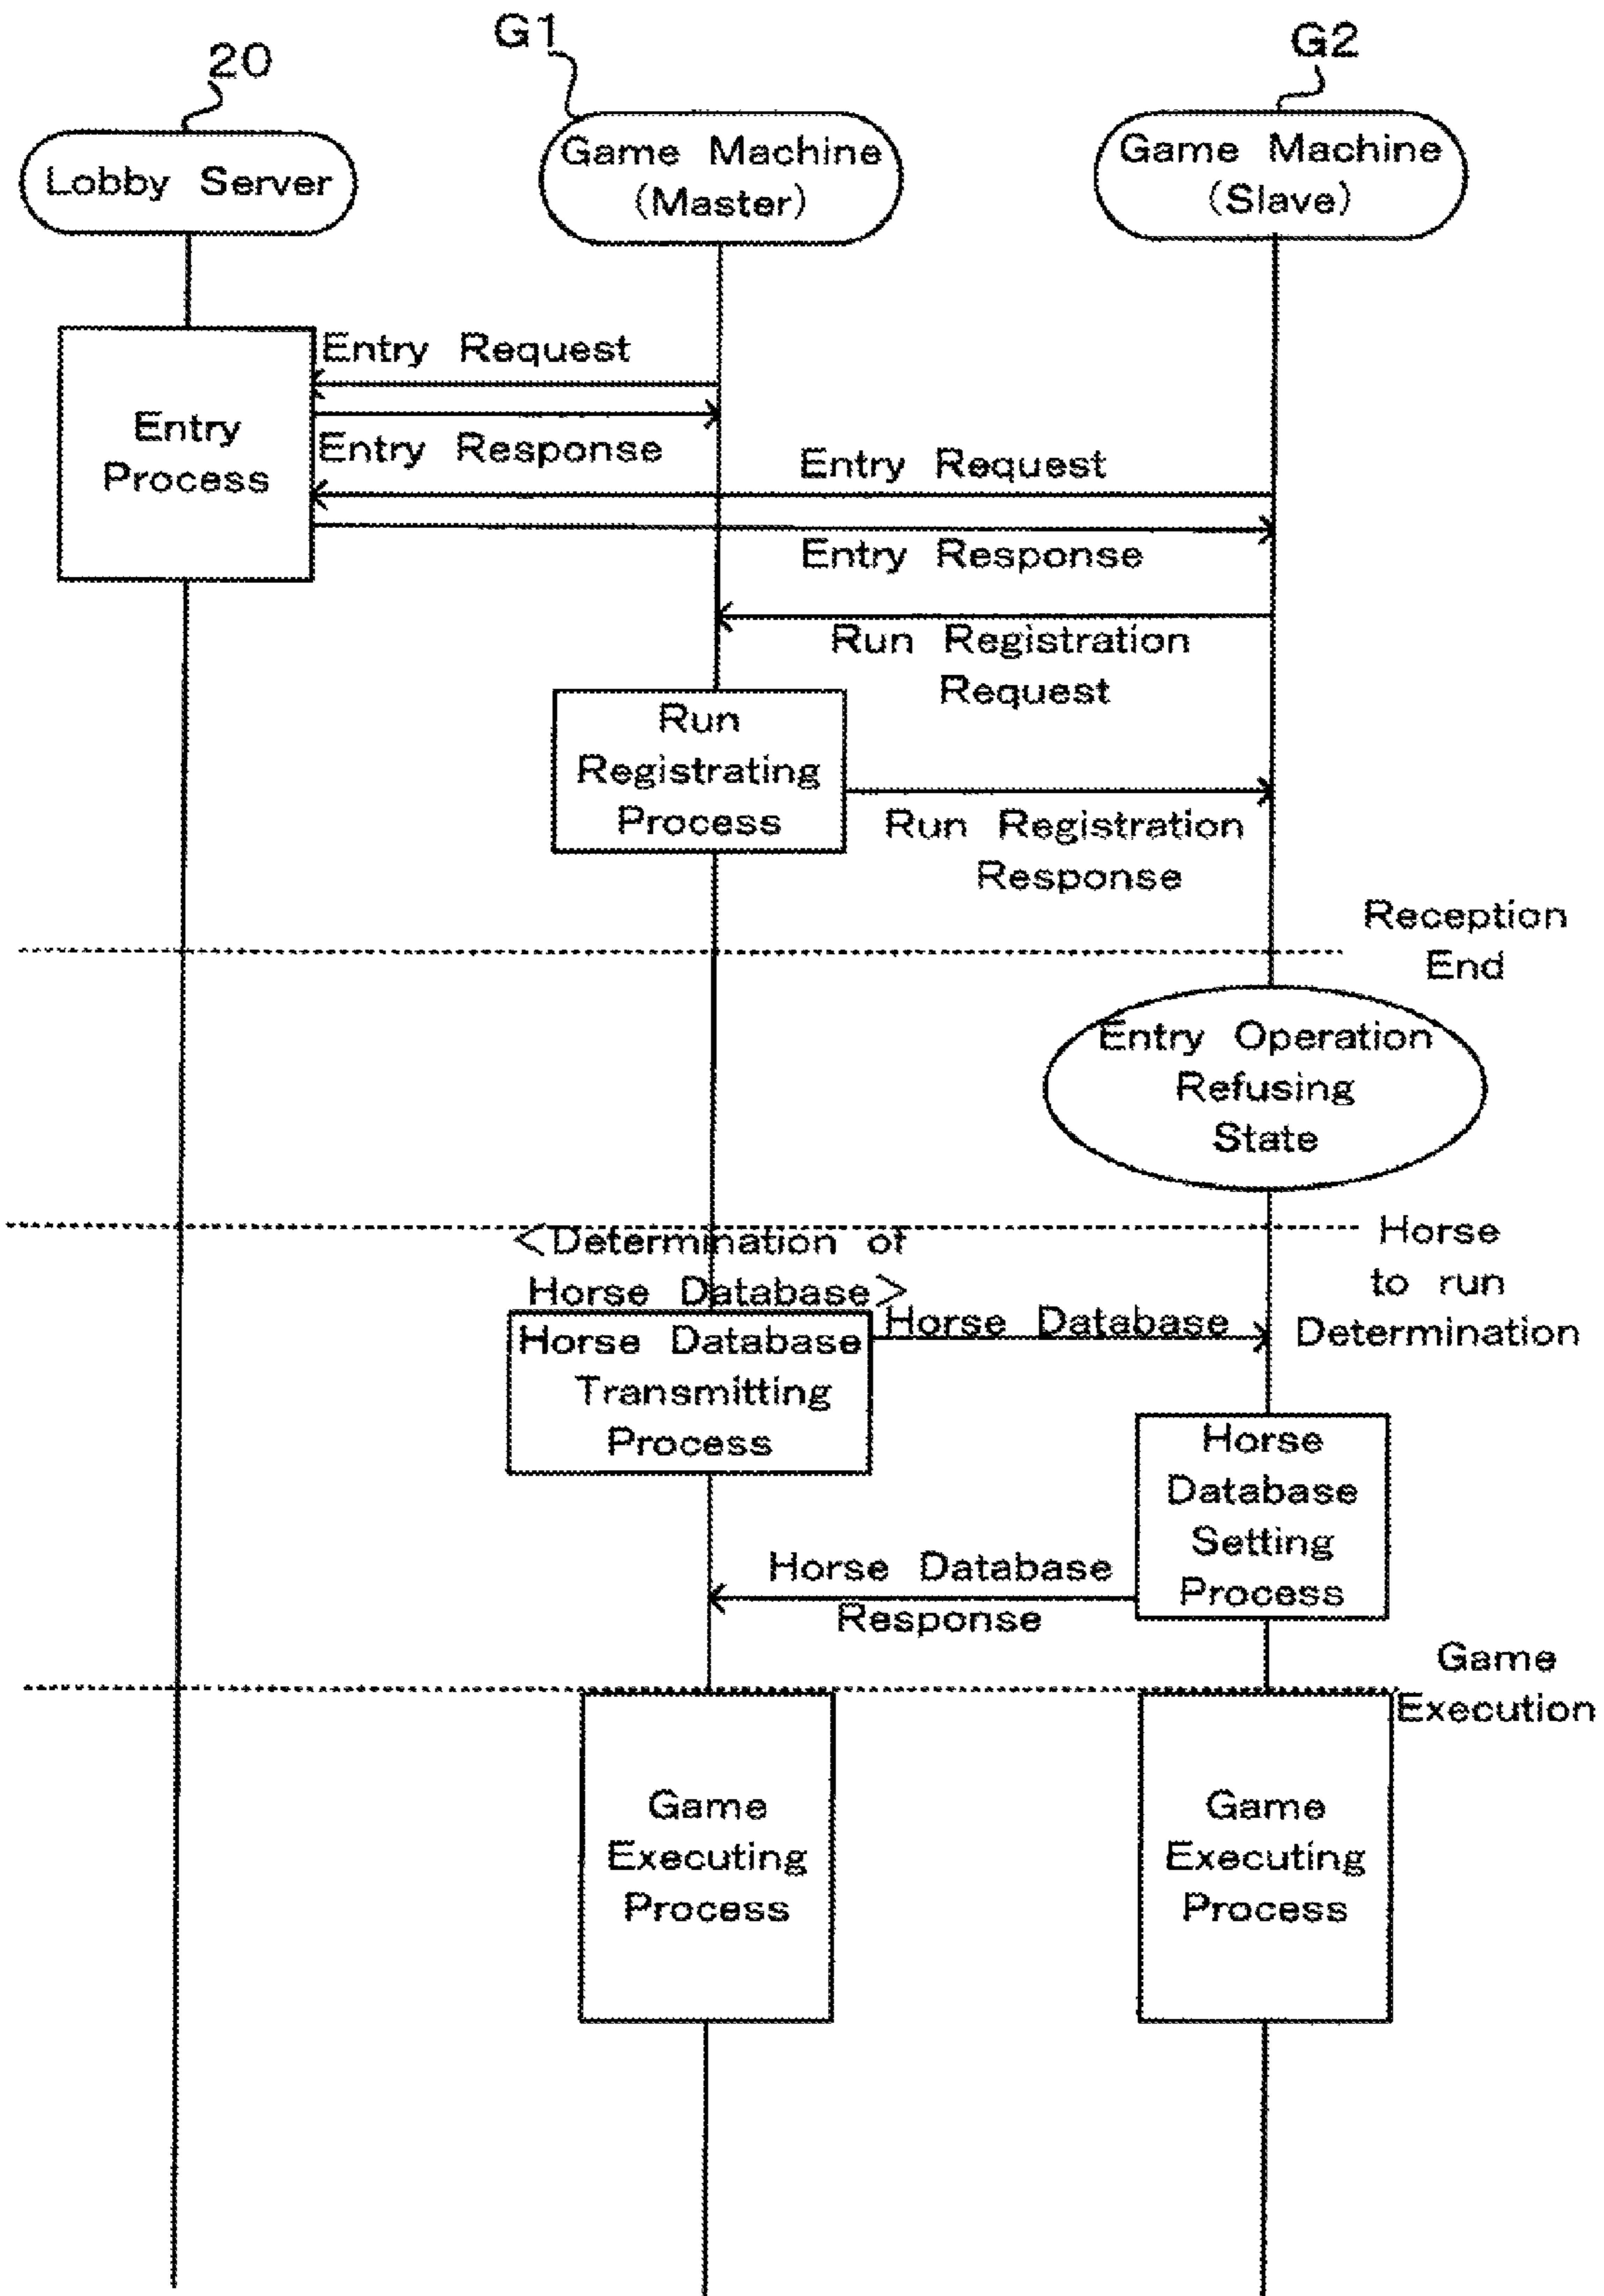 20
G1
G2
Lobby Server
Game Machine
(Master)
Game Machine
(Slave)
Entry Request
Entry
Process
Entry Response
Entry Request
Entry Response
Run Registration
Request
Run
Registrating
Process
Run Registration
Response
Reception
End
Entry Operation
Refusing
State
<Determination of
Horse Database>
Horse
to run
Determination
Horse Database
Transmitting
Process
Horse Database
Horse
Database
Setting
Process
Horse Database
Response
Game
Execution
Game
Executing
Process
Game
Executing
Process